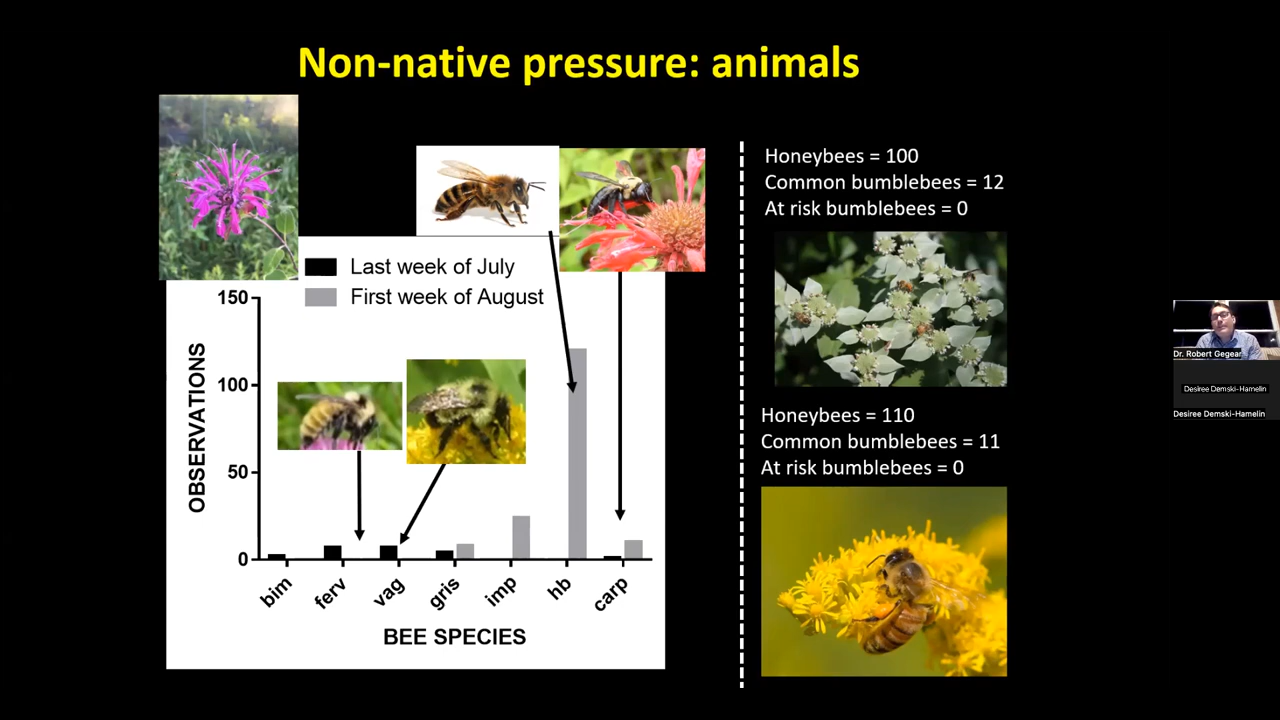 Non-native pressure: animals
Last week of July
First week of August
150
100
50
0
OBSERVATIONS
bim
ferv
vag
gris
imp
hb
carp
BEE SPECIES
Honeybees = 100
Common bumblebees = 12
At risk bumblebees = 0
Honeybees = 110
Common bumblebees = 11
At risk bumblebees = 0
Dr. Robert Gegear
Desiree Demski-Hamelin
Desiree Demski-Hamelin